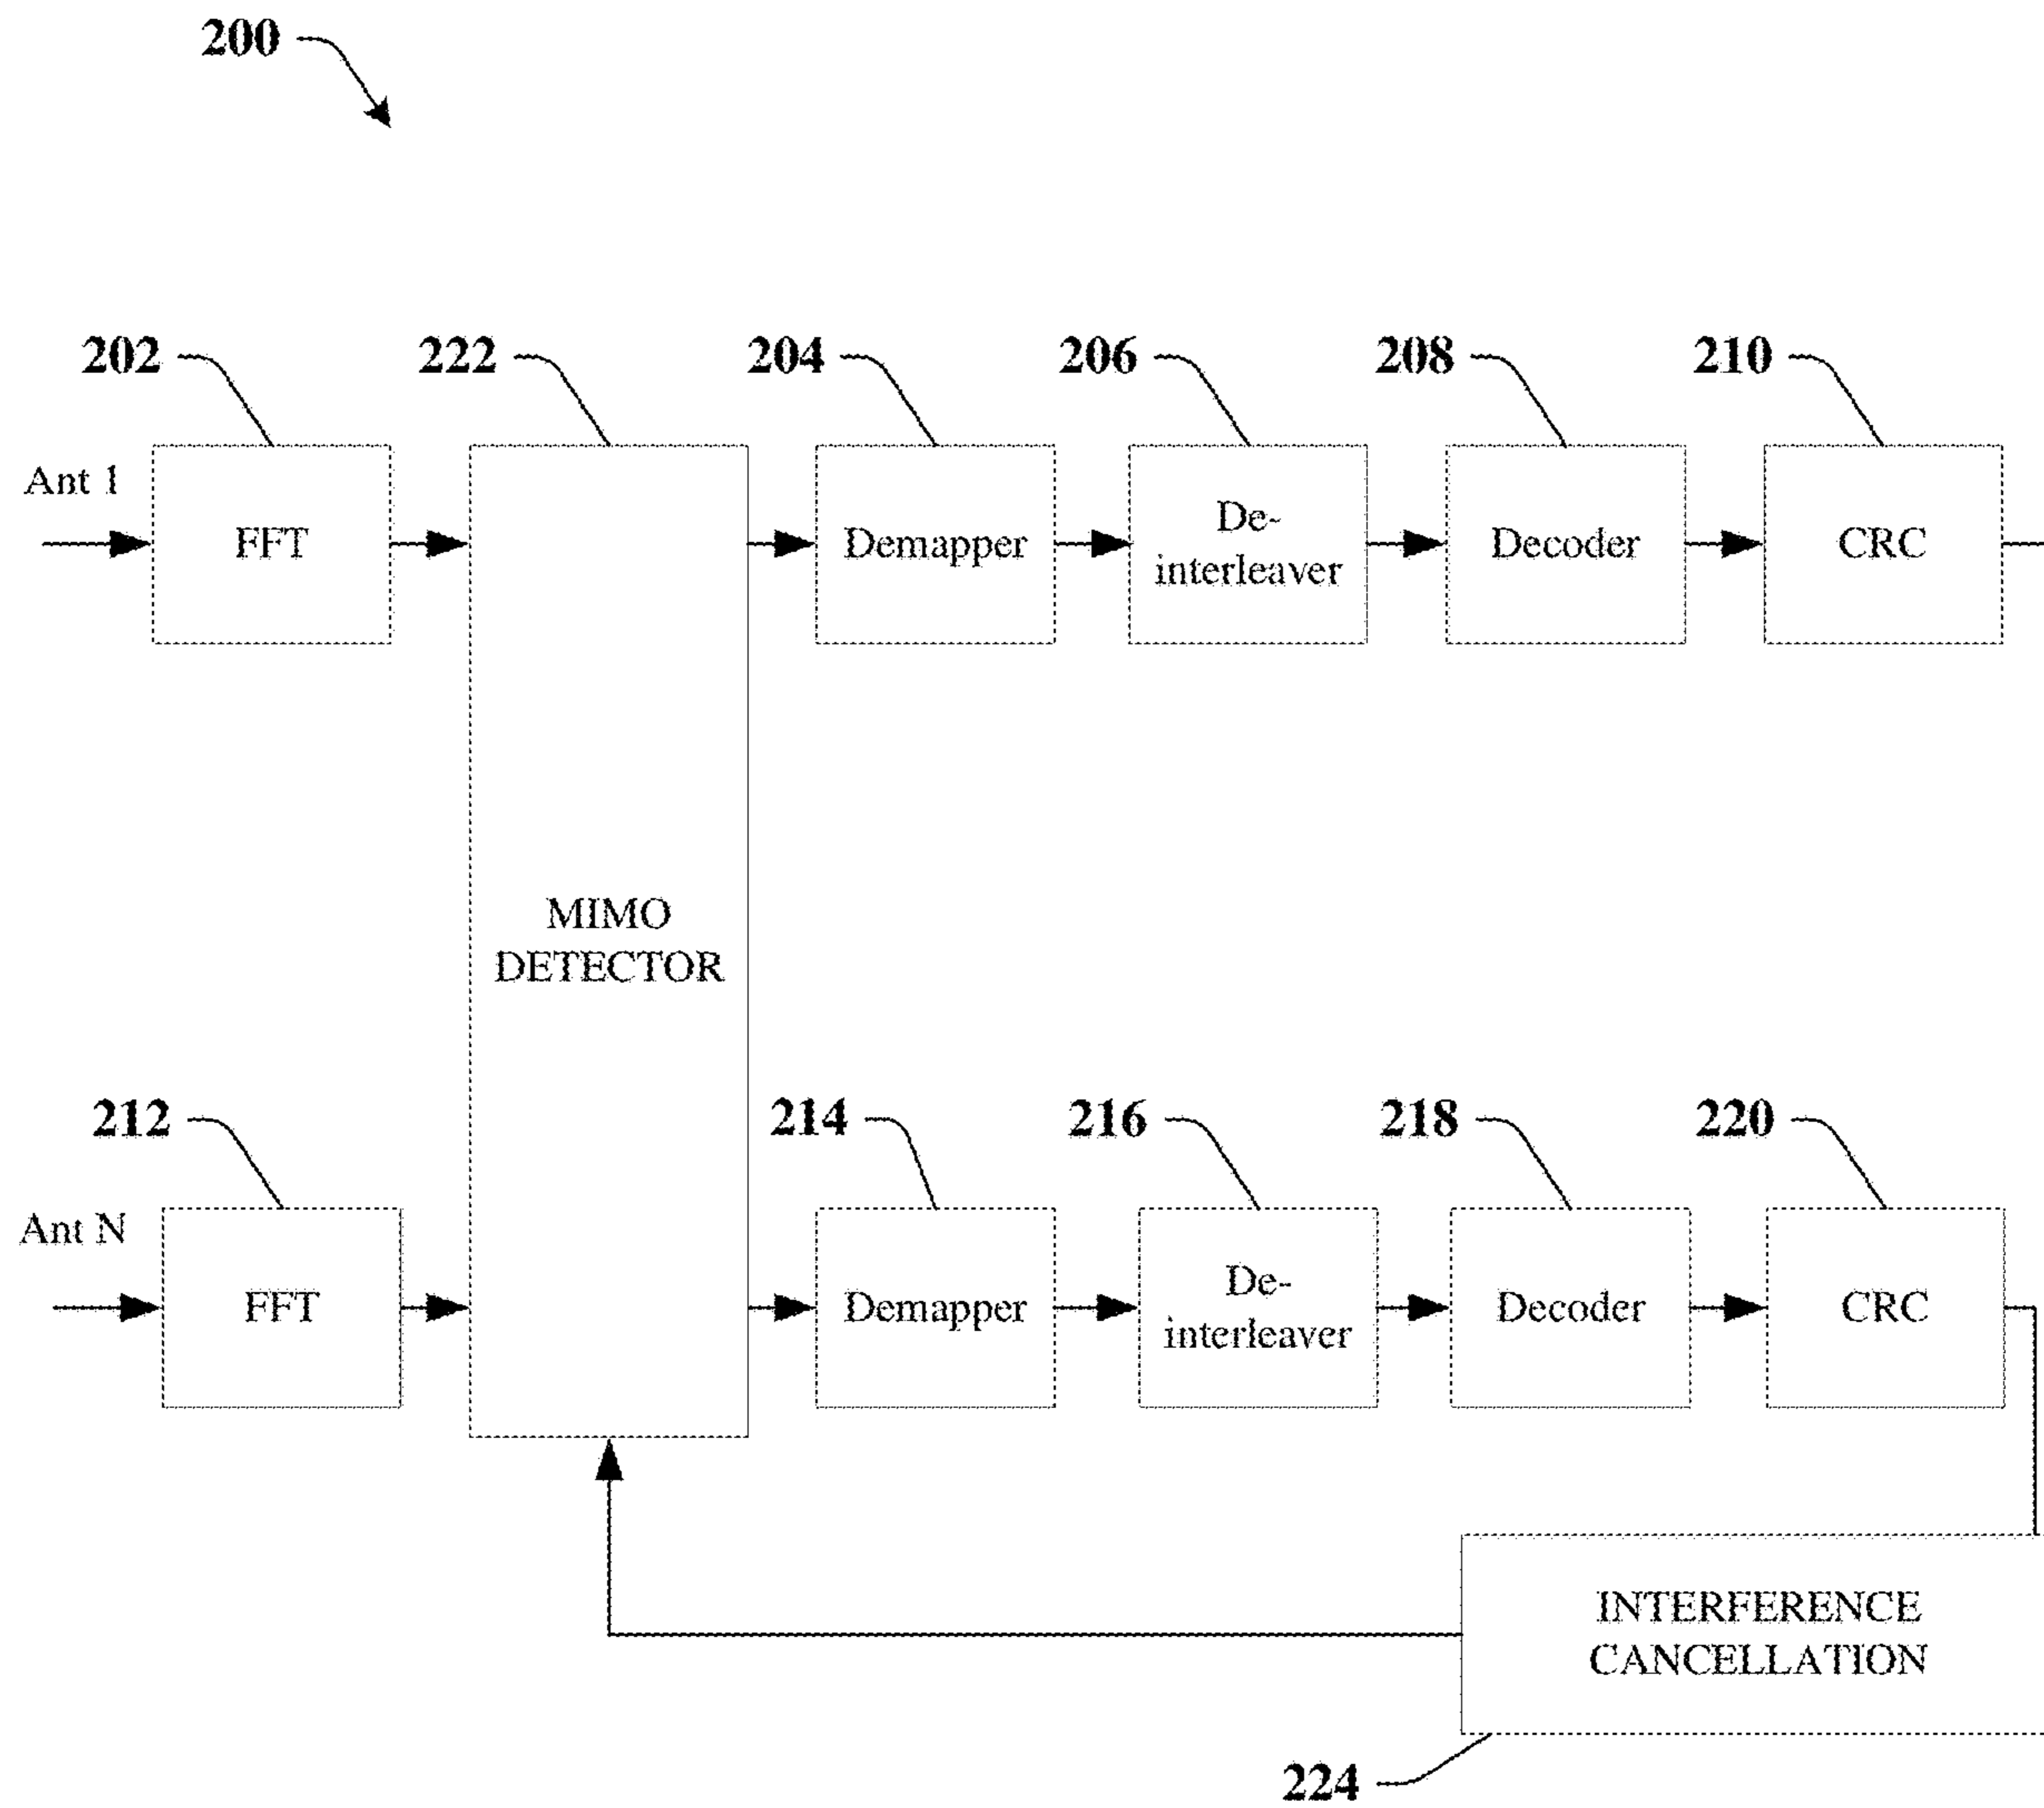 200
202
222
204
206
208
210
Ant 1
FFT
Demapper
De-
interleaver
Decoder
CRC
MIMO
DETECTOR
212
214
216
218
220
Ant N
FFT
Demapper
De-
interleaver
Decoder
CRC
INTERFERENCE
CANCELLATION
224